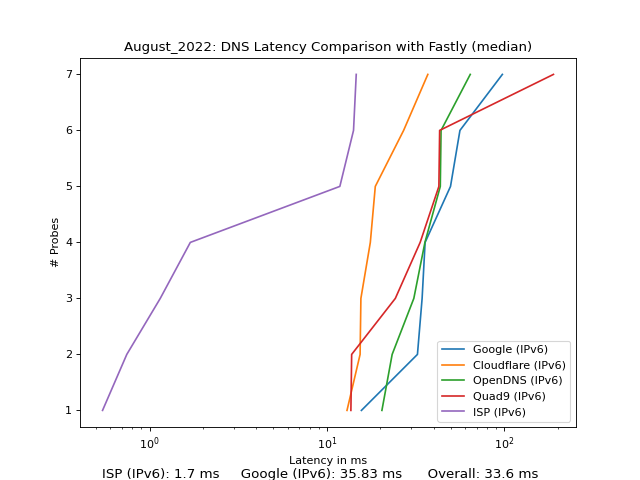 August_2022: DNS Latency Comparison with Fastly (median)
# Probes
7
6
5
4
3
2
1
Google (IPv6)
Cloudflare (IPv6)
OpenDNS (IPv6)
Quad9 (IPv6)
ISP (IPv6)
10⁰ 10¹ 10²
Latency in ms
ISP (IPv6): 1.7 ms Google (IPv6): 35.83 ms Overall: 33.6 ms